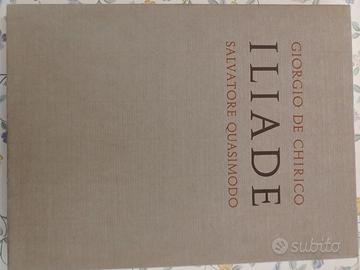 GIORGIO DE CHIRICO
ILIADE
SALVATORE QUASIMODO
subito